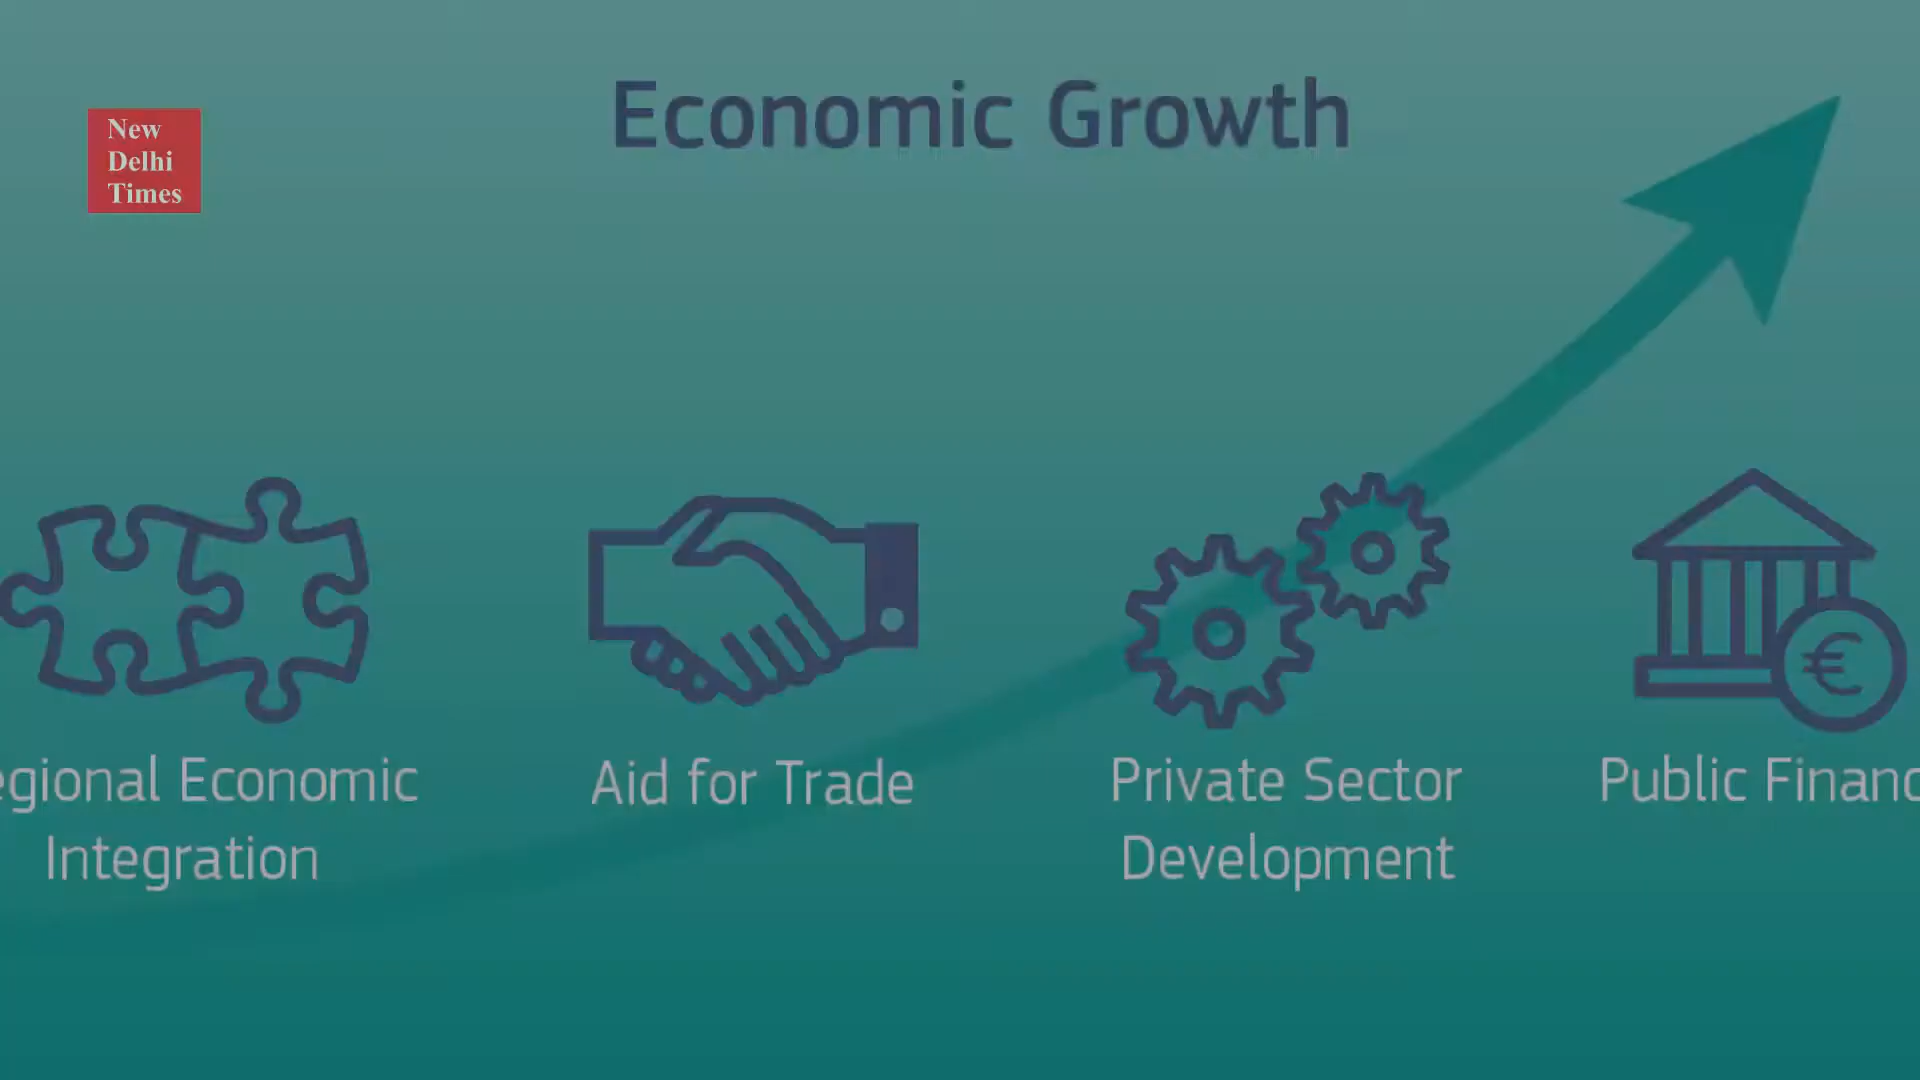 Economic Growth
New
Delhi
Times
egional Economic
Integration
Aid for Trade
Private Sector
Development
Public Financ
€